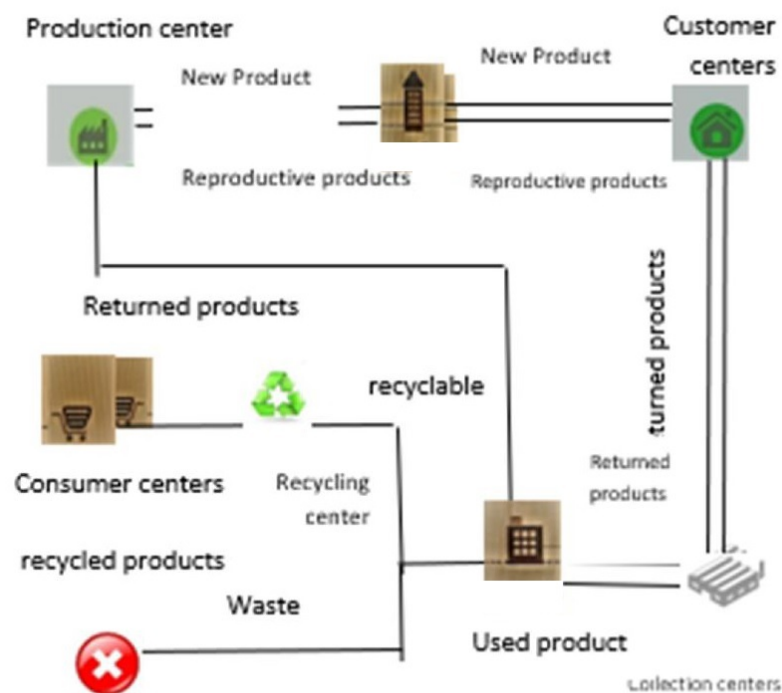 Production center
Customer
centers
New Product
New Product
Reproductive products
Reproductive products
Returned products
turned products
recyclable
Returned
products
Consumer centers
Recycling
center
recycled products
Waste
Used product
Collection centers